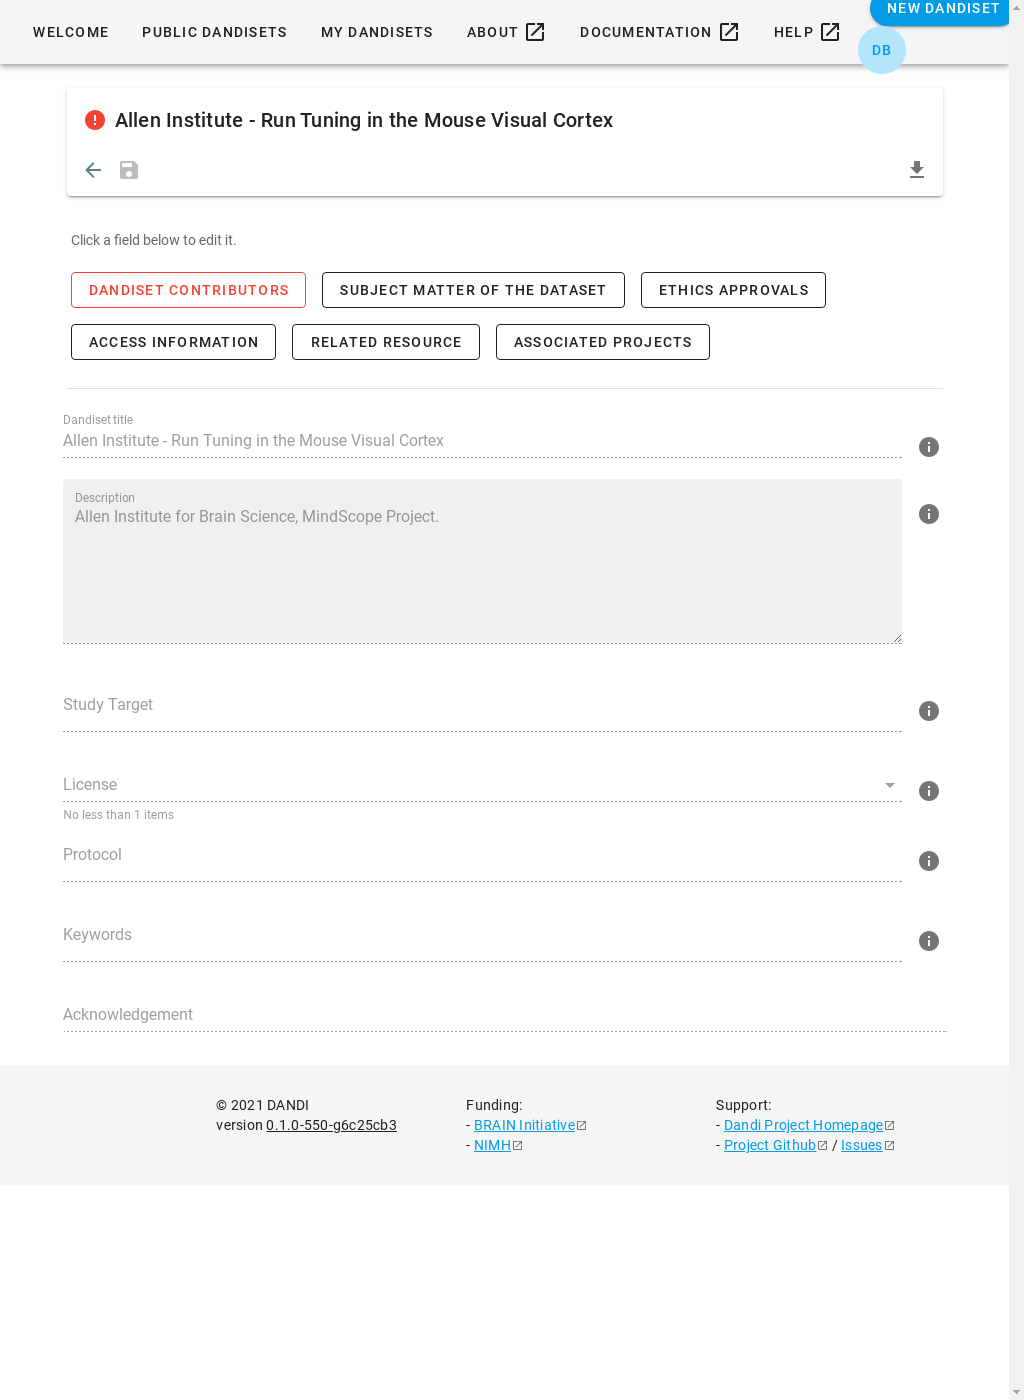 WELCOME PUBLIC DANDISETS MY DANDISETS ABOUT DOCUMENTATION HELP NEW DANDISET
DB
Allen Institute - Run Tuning in the Mouse Visual Cortex
Click a field below to edit it.
DANDISET CONTRIBUTORS SUBJECT MATTER OF THE DATASET ETHICS APPROVALS
ACCESS INFORMATION RELATED RESOURCE ASSOCIATED PROJECTS
Dandiset title
Allen Institute - Run Tuning in the Mouse Visual Cortex
Description
Allen Institute for Brain Science, MindScope Project.
Study Target
License
No less than 1 items
Protocol
Keywords
Acknowledgement
© 2021 DANDI
version 0.1.0-550-g6c25cb3
Funding:
- BRAIN Initiative
- NIMH
Support:
- Dandi Project Homepage
- Project Github / Issues